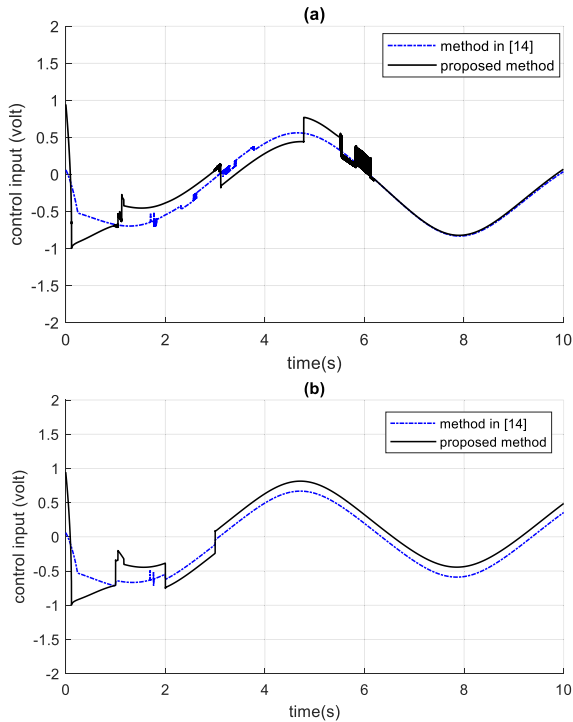 (a)
control input (volt)
2
1.5
1
0.5
0
-0.5
-1
-1.5
-2
method in [14]
proposed method
0 2 4 6 8 10
time(s)
(b)
control input (volt)
2
1.5
1
0.5
0
-0.5
-1
-1.5
-2
method in [14]
proposed method
0 2 4 6 8 10
time(s)